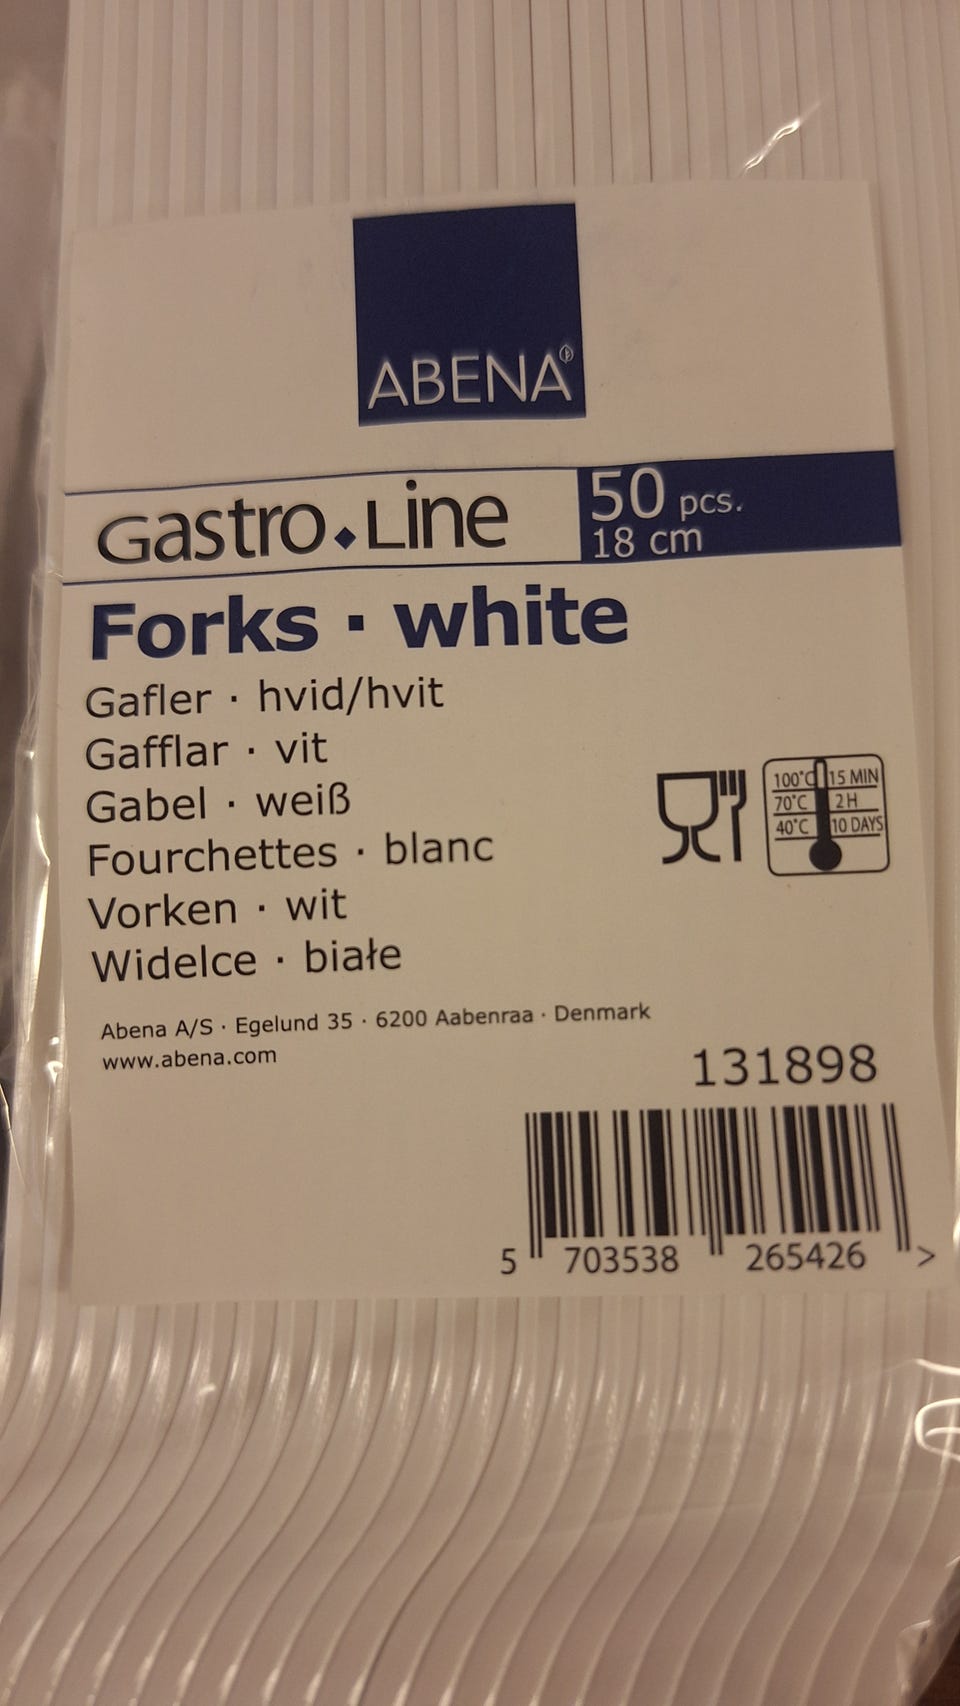 ABENA®
Gastro◆Line
50 pcs.
18 cm
Forks · white
Gafler · hvid/hvit
Gafflar · vit
Gabel · weiß
Fourchettes · blanc
Vorken · wit
Widelce · białe
100°C 15 MIN
70°C 2H
40°C 10 DAYS
Abena A/S · Egelund 35 · 6200 Aabenraa · Denmark
www.abena.com
131898
5 703538 265426 >